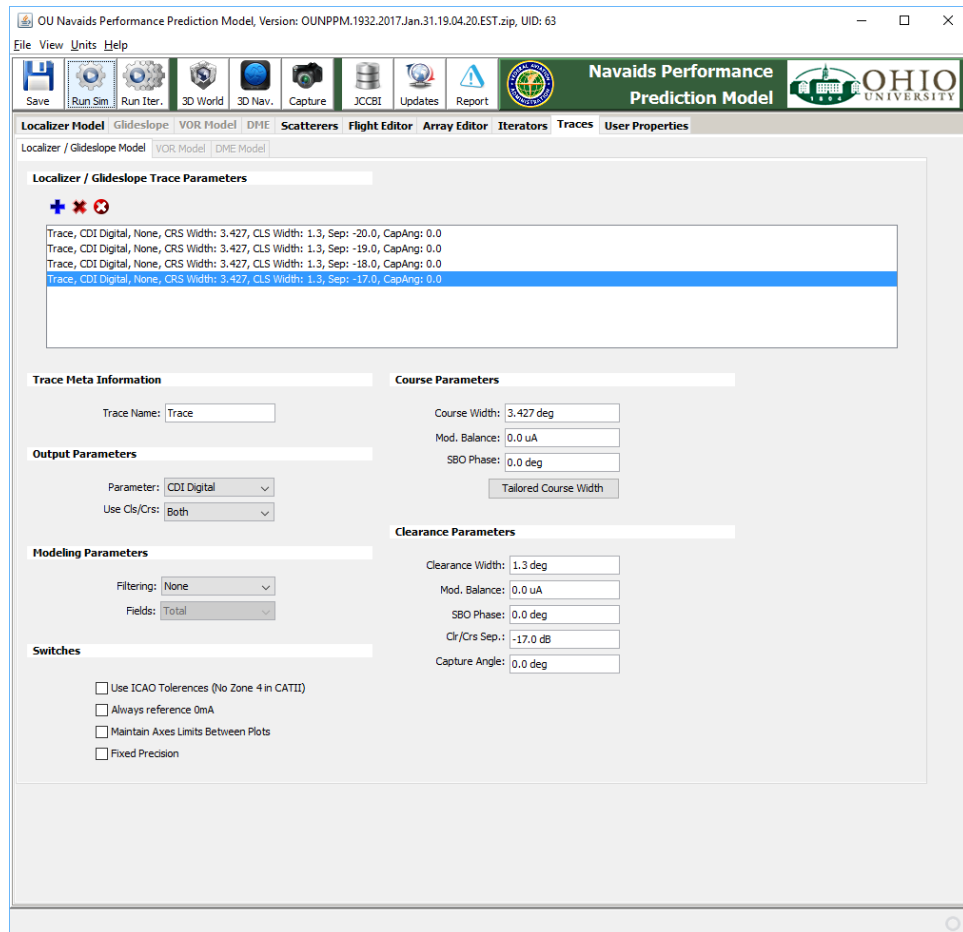 OU Navaids Performance Prediction Model, Version: OUNPPM.1932.2017.Jan.31.19.04.20.EST.zip, UID: 63
File View Units Help
Save Run Sim Run Iter. 3D World 3D Nav. Capture JCCBI Updates Report
FEDERAL AVIATION ADMINISTRATION
Navaids Performance
Prediction Model
1804
OHIO
UNIVERSITY
Localizer Model Glideslope VOR Model DME Scatterers Flight Editor Array Editor Iterators Traces User Properties
Localizer / Glideslope Model VOR Model DME Model
Localizer / Glideslope Trace Parameters
Trace, CDI Digital, None, CRS Width: 3.427, CLS Width: 1.3, Sep: -20.0, CapAng: 0.0
Trace, CDI Digital, None, CRS Width: 3.427, CLS Width: 1.3, Sep: -19.0, CapAng: 0.0
Trace, CDI Digital, None, CRS Width: 3.427, CLS Width: 1.3, Sep: -18.0, CapAng: 0.0
Trace, CDI Digital, None, CRS Width: 3.427, CLS Width: 1.3, Sep: -17.0, CapAng: 0.0
Trace Meta Information
Trace Name: Trace
Output Parameters
Parameter: CDI Digital
Use Cls/Crs: Both
Modeling Parameters
Filtering: None
Fields: Total
Switches
Use ICAO Tolerences (No Zone 4 in CATII)
Always reference 0mA
Maintain Axes Limits Between Plots
Fixed Precision
Course Parameters
Course Width: 3.427 deg
Mod. Balance: 0.0 uA
SBO Phase: 0.0 deg
Tailored Course Width
Clearance Parameters
Clearance Width: 1.3 deg
Mod. Balance: 0.0 uA
SBO Phase: 0.0 deg
Clr/Crs Sep.: -17.0 dB
Capture Angle: 0.0 deg